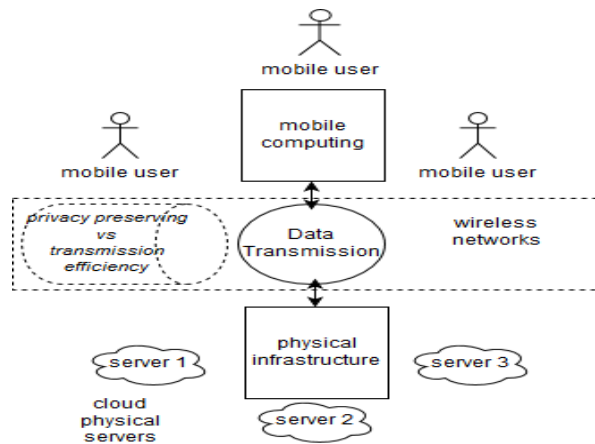 mobile user
mobile
computing
mobile user
mobile user
privacy preserving
vs
transmission
efficiency
Data
Transmission
wireless
networks
physical
infrastructure
server 1
server 3
cloud
physical
servers
server 2